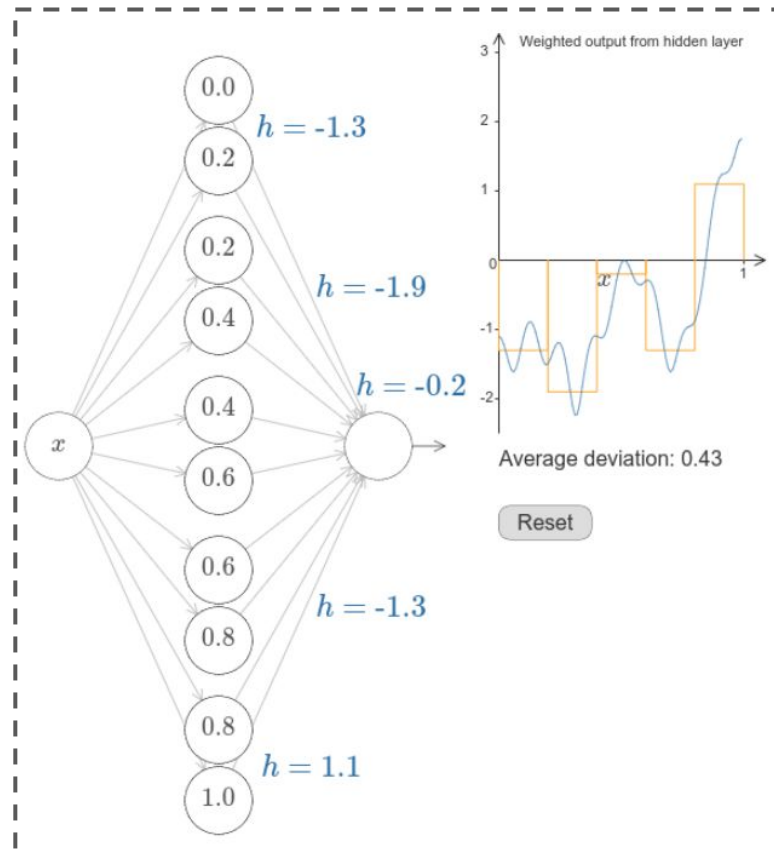 0.0
h = -1.3
0.2
0.2
h = -1.9
0.4
h = -0.2
0.4
x
0.6
0.6
h = -1.3
0.8
0.8
h = 1.1
1.0
Weighted output from hidden layer
3
2
1
0
x
1
-1
-2
Average deviation: 0.43
Reset